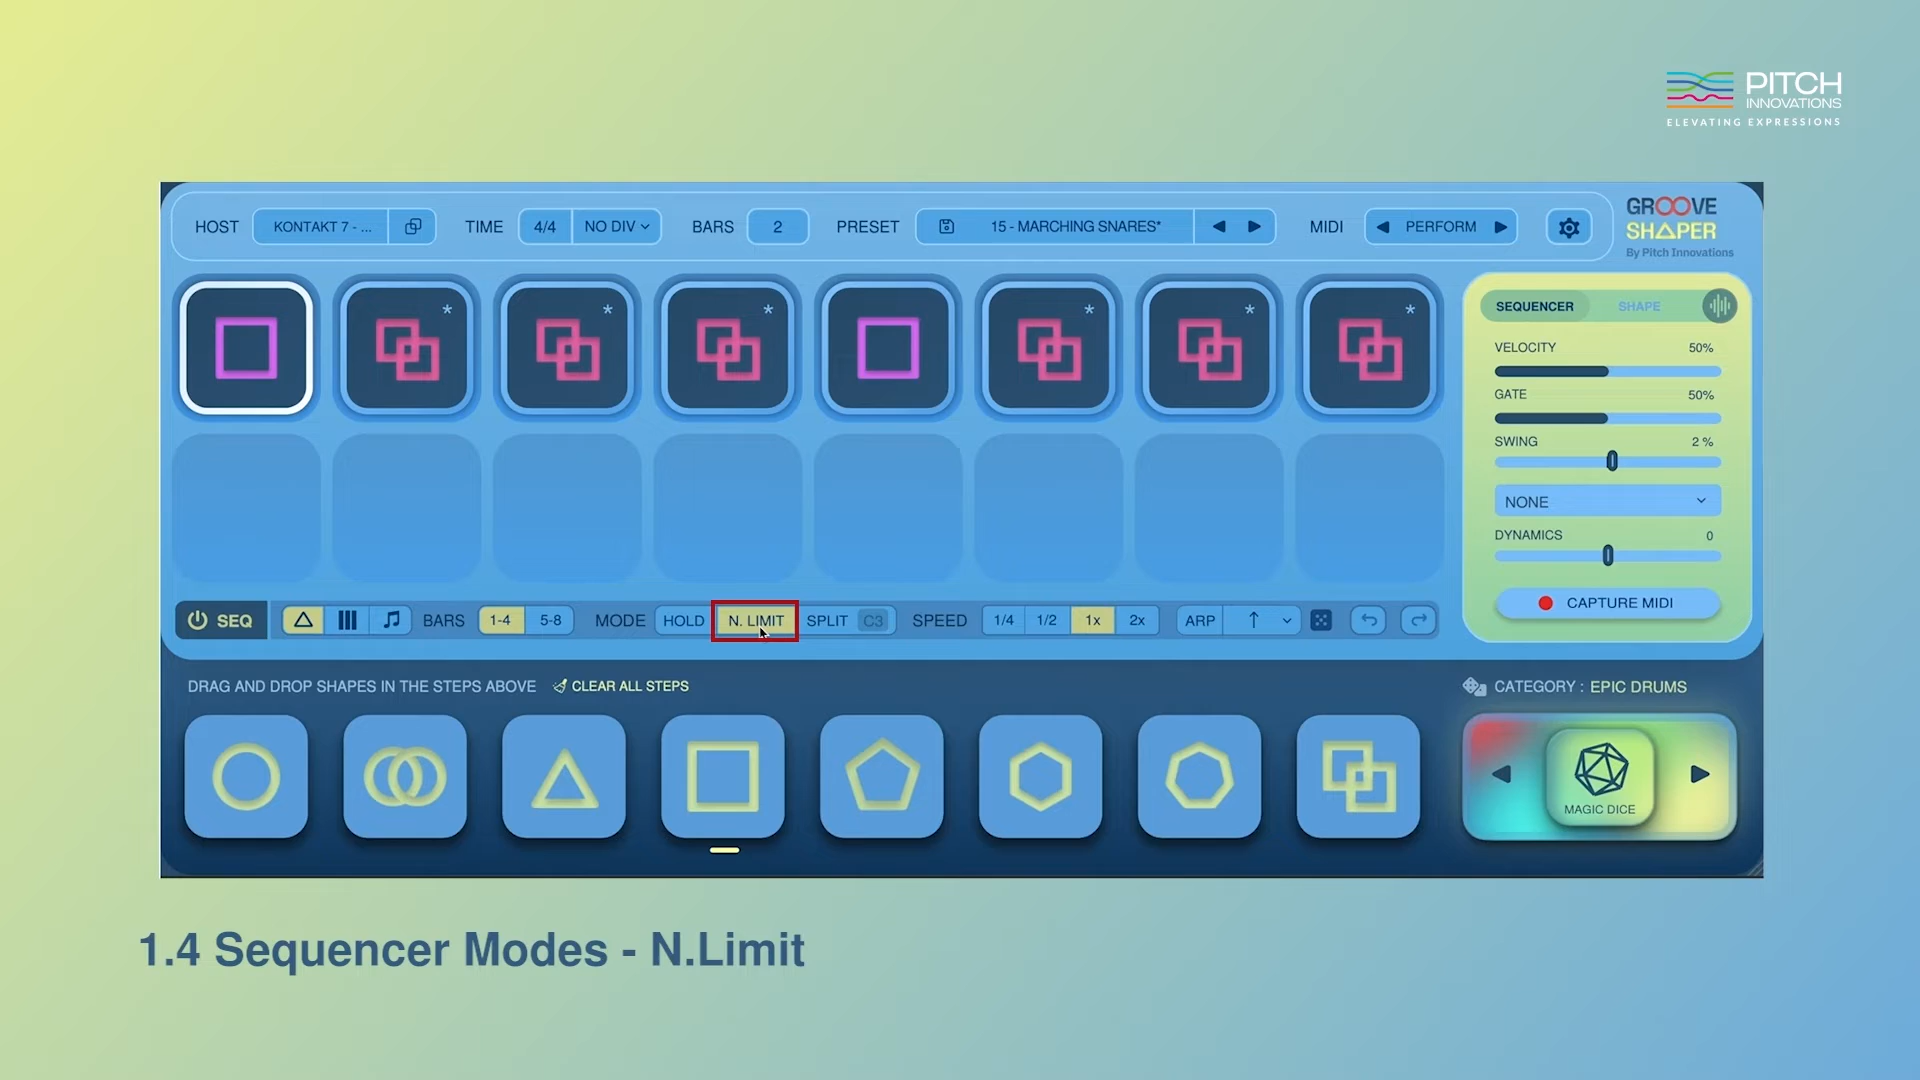 PITCH
INNOVATIONS
ELEVATING EXPRESSIONS
HOST KONTAKT 7 - ... TIME 4/4 NO DIV BARS 2 PRESET 15 - MARCHING SNARES* MIDI PERFORM
GROOVE
SHAPER
By Pitch Innovations
* * * * * *
SEQUENCER SHAPE
VELOCITY 50%
GATE 50%
SWING 2 %
NONE
DYNAMICS 0
CAPTURE MIDI
SEQ BARS 1-4 5-8 MODE HOLD N. LIMIT SPLIT C3 SPEED 1/4 1/2 1x 2x ARP
DRAG AND DROP SHAPES IN THE STEPS ABOVE CLEAR ALL STEPS
CATEGORY : EPIC DRUMS
MAGIC DICE
1.4 Sequencer Modes - N.Limit